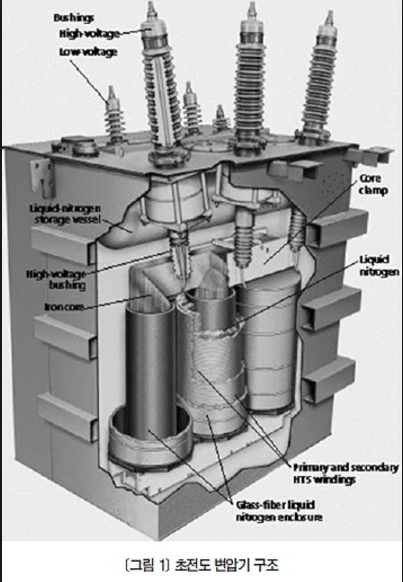 Bushings
High-voltage
Low-voltage
Liquid-nitrogen
storage vessel
Core
clamp
High-voltage
bushing
Liquid
nitrogen
Iron core
Primary and secondary
HTS windings
Glass-fiber liquid
nitrogen enclosure
〔그림 1〕 초전도 변압기 구조